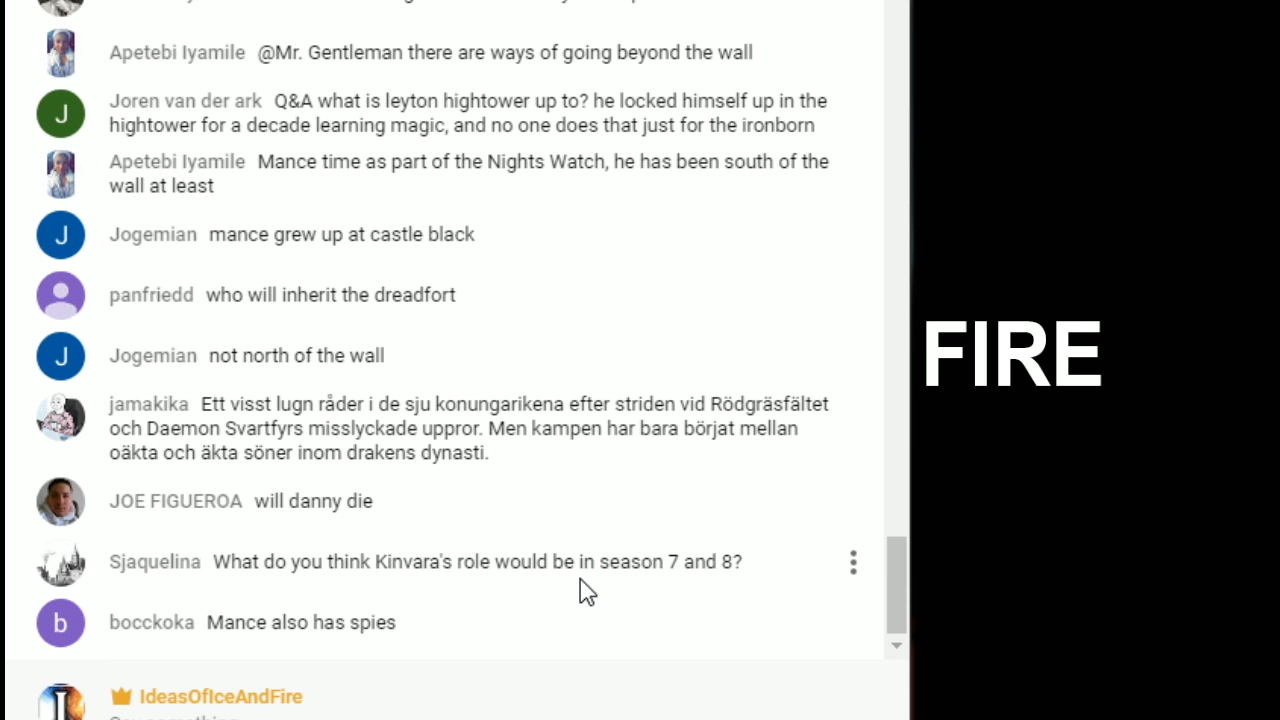 Apetebi Iyamile @Mr. Gentleman there are ways of going beyond the wall
J
Joren van der ark Q&A what is leyton hightower up to? he locked himself up in the
hightower for a decade learning magic, and no one does that just for the ironborn
Apetebi Iyamile Mance time as part of the Nights Watch, he has been south of the
wall at least
J
Jogemian mance grew up at castle black
panfriedd who will inherit the dreadfort
J
Jogemian not north of the wall
FIRE
jamakika Ett visst lugn råder i de sju konungarikena efter striden vid Rödgräsfältet
och Daemon Svartfyrs misslyckade uppror. Men kampen har bara börjat mellan
oäkta och äkta söner inom drakens dynasti.
JOE FIGUEROA will danny die
Sjaquelina What do you think Kinvara's role would be in season 7 and 8?
b
bocckoka Mance also has spies
I
IdeasOfIceAndFire